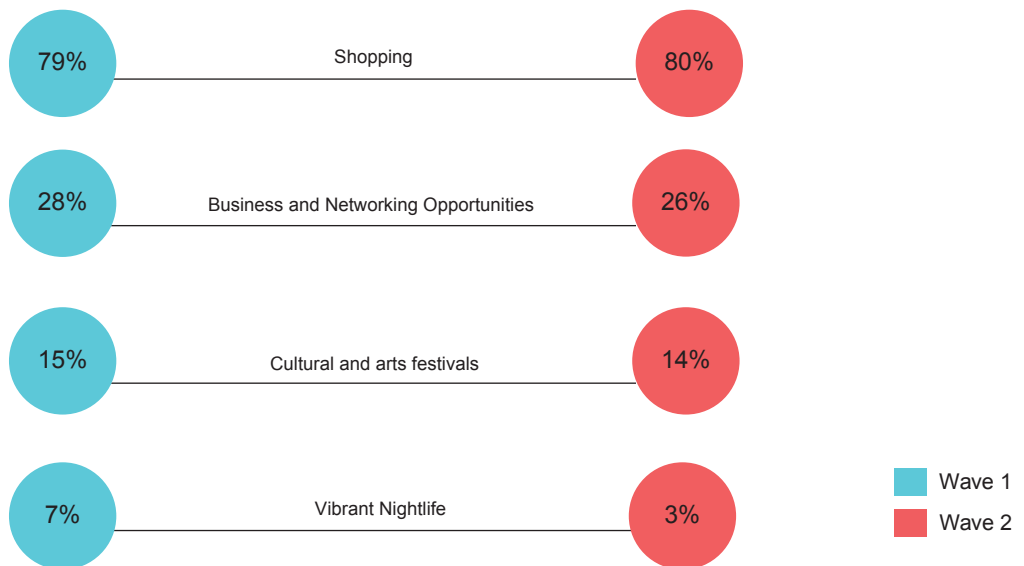 79%
Shopping
80%
28%
Business and Networking Opportunities
26%
15%
Cultural and arts festivals
14%
7%
Vibrant Nightlife
3%
Wave 1
Wave 2